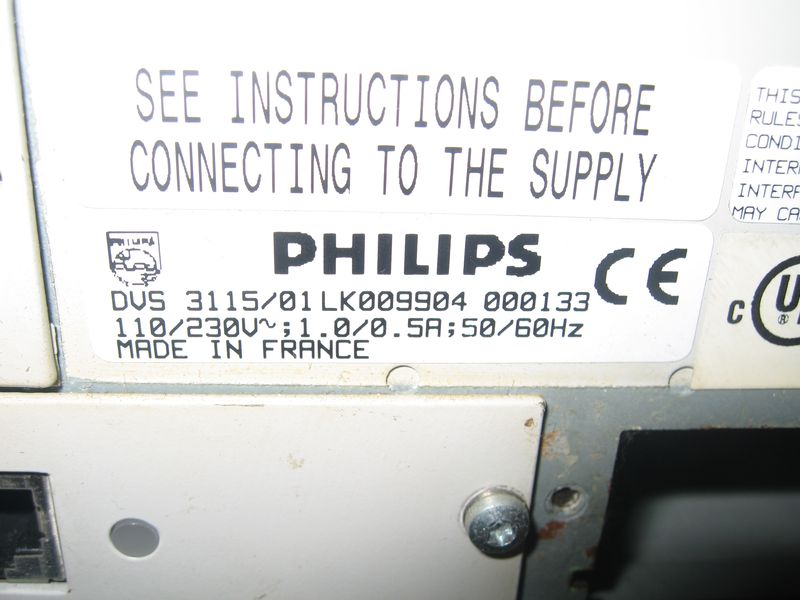 SEE INSTRUCTIONS BEFORE
CONNECTING TO THE SUPPLY
PHILIPS
PHILIPS CE
DVS 3115/01 LK009904 000133
110/230V~;1.0/0.5A;50/60Hz
MADE IN FRANCE
THIS
RULES
CONDI
INTER
INTERF
MAY CA
C U ®